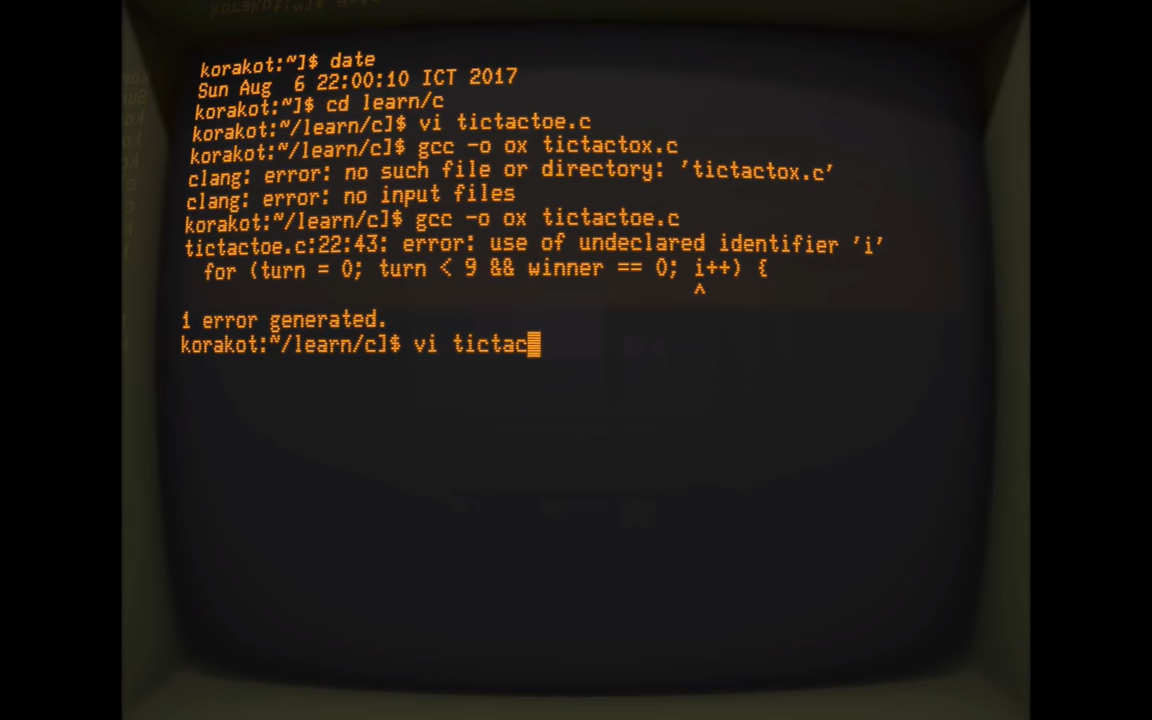 korakot:~]$ date
Sun Aug  6 22:00:10 ICT 2017
korakot:~]$ cd learn/c
korakot:~/learn/c]$ vi tictactoe.c
korakot:~/learn/c]$ gcc -o ox tictactox.c
clang: error: no such file or directory: 'tictactox.c'
clang: error: no input files
korakot:~/learn/c]$ gcc -o ox tictactoe.c
tictactoe.c:22:43: error: use of undeclared identifier 'i'
  for (turn = 0; turn < 9 && winner == 0; i++) {
                                          ^
1 error generated.
korakot:~/learn/c]$ vi tictac